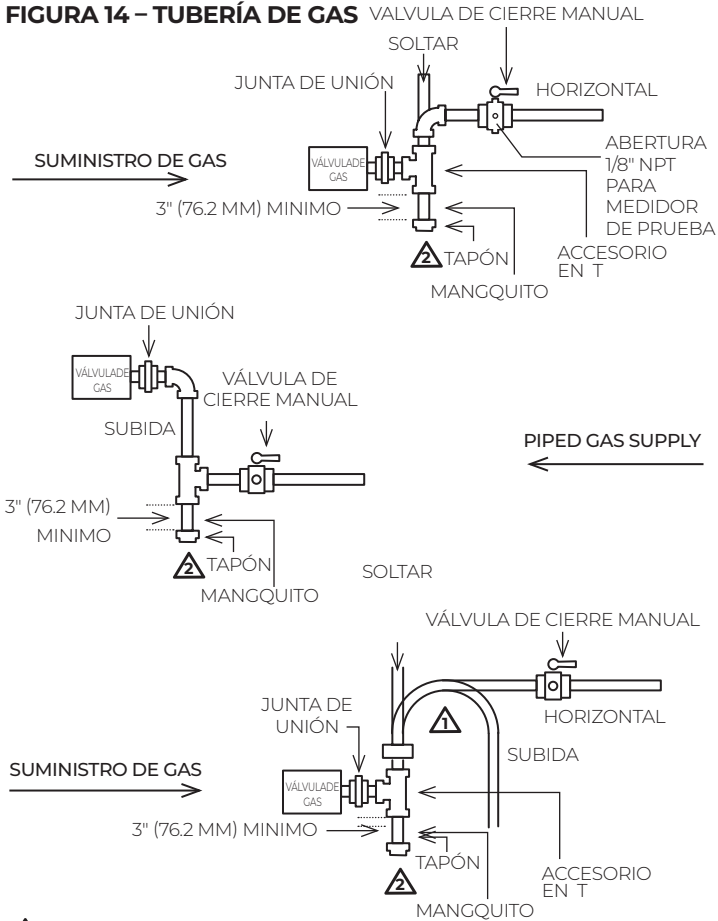 FIGURA 14 – TUBERÍA DE GAS
VALVULA DE CIERRE MANUAL
SOLTAR
JUNTA DE UNIÓN
HORIZONTAL
VÁLVULADE
GAS
ABERTURA
1/8" NPT
PARA
MEDIDOR
DE PRUEBA
SUMINISTRO DE GAS
3" (76.2 MM) MINIMO
2
TAPÓN
ACCESORIO
EN T
MANGQUITO
JUNTA DE UNIÓN
VÁLVULADE
GAS
VÁLVULA DE
CIERRE MANUAL
SUBIDA
PIPED GAS SUPPLY
3" (76.2 MM)
MINIMO
2
TAPÓN
MANGQUITO
SOLTAR
VÁLVULA DE CIERRE MANUAL
JUNTA DE
UNIÓN
1
HORIZONTAL
SUBIDA
SUMINISTRO DE GAS
VÁLVULADE
GAS
3" (76.2 MM) MINIMO
TAPÓN
2
ACCESORIO
EN T
MANGQUITO